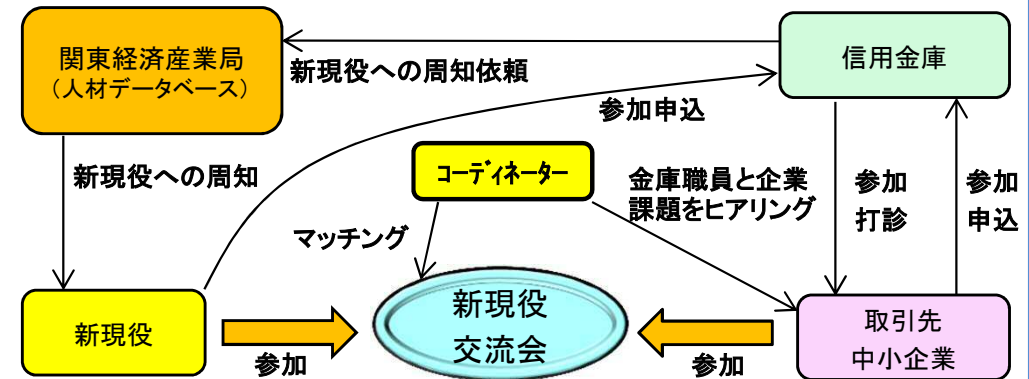 関東経済産業局
（人材データベース）
新現役への周知依頼
信用金庫
参加申込
新現役への周知
コーディネーター
金庫職員と企業
課題をヒアリング
参加
打診
参加
申込
マッチング
新現役
参加
新現役
交流会
参加
取引先
中小企業